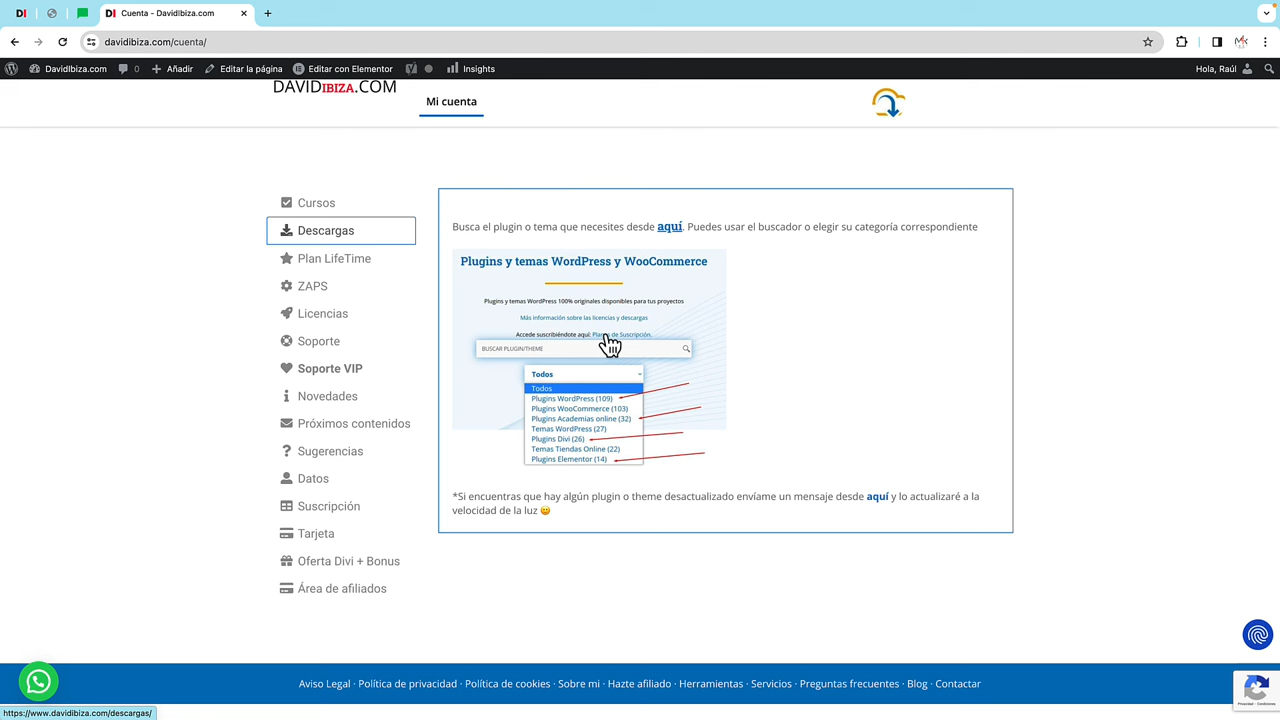 DI Cuenta - DavidIbiza.com
davidibiza.com/cuenta/
DavidIbiza.com 0 Añadir Editar la página Editar con Elementor Insights Hola, Raúl
DAVIDIBIZA.COM
Mi cuenta
Cursos
Descargas
Plan LifeTime
ZAPS
Licencias
Soporte
Soporte VIP
Novedades
Próximos contenidos
Sugerencias
Datos
Suscripción
Tarjeta
Oferta Divi + Bonus
Área de afiliados
Busca el plugin o tema que necesites desde aquí. Puedes usar el buscador o elegir su categoría correspondiente
Plugins y temas WordPress y WooCommerce
Plugins y temas WordPress 100% originales disponibles para tus proyectos
Más información sobre las licencias y descargas
Accede suscribiéndote aquí: Planes de Suscripción.
BUSCAR PLUGIN/THEME
Todos
Todos
Plugins WordPress (109)
Plugins WooCommerce (103)
Plugins Academias online (32)
Temas WordPress (27)
Plugins Divi (26)
Temas Tiendas Online (22)
Plugins Elementor (14)
*Si encuentras que hay algún plugin o theme desactualizado envíame un mensaje desde aquí y lo actualizaré a la
velocidad de la luz
Aviso Legal · Política de privacidad · Política de cookies · Sobre mi · Hazte afiliado · Herramientas · Servicios · Preguntas frecuentes · Blog · Contactar
Privacidad - Condiciones
https://www.davidibiza.com/descargas/